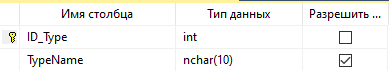 Имя столбца Тип данных Разрешить ...
ID_Type int
TypeName nchar(10)